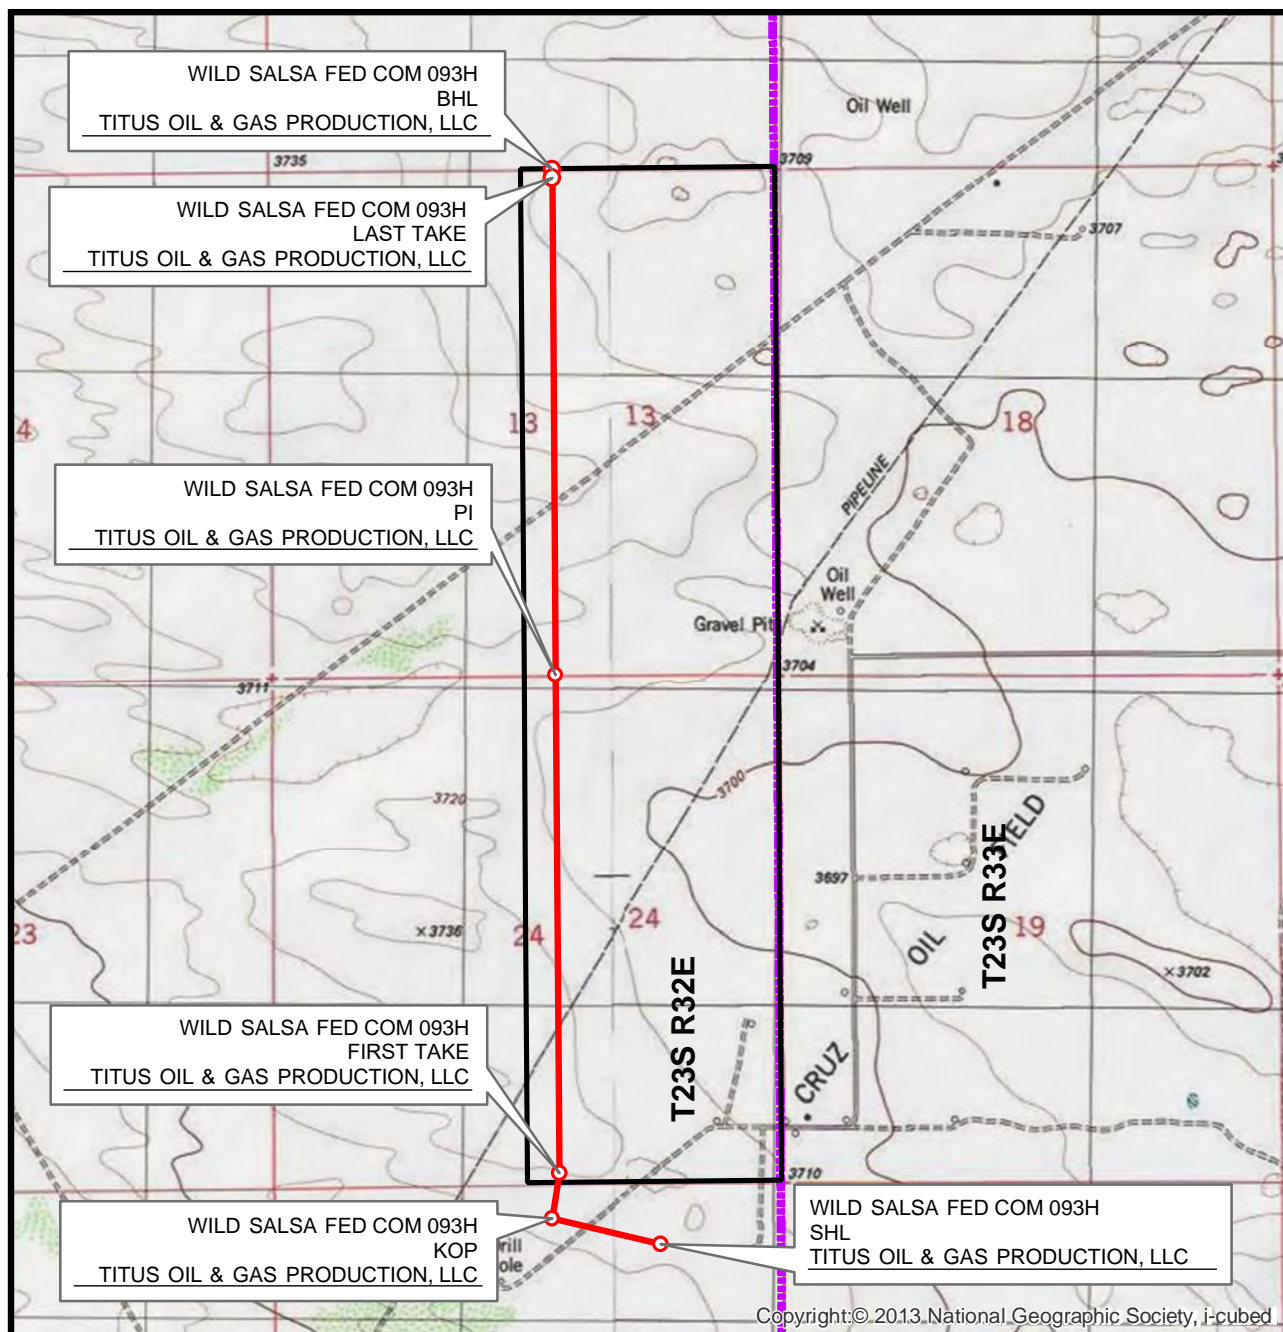 WILD SALSA FED COM 093H
BHL
TITUS OIL & GAS PRODUCTION, LLC
Oil Well
3735
3709
WILD SALSA FED COM 093H
LAST TAKE
TITUS OIL & GAS PRODUCTION, LLC
3707
13
13
18
4
PIPELINE
WILD SALSA FED COM 093H
PI
TITUS OIL & GAS PRODUCTION, LLC
Oil
Well
Gravel Pit
3704
3711
3700
3720
FIELD
T23S R33E
3697
×3736
24
24
23
19
OIL
×3702
T23S R32E
WILD SALSA FED COM 093H
FIRST TAKE
TITUS OIL & GAS PRODUCTION, LLC
CRUZ
3710
WILD SALSA FED COM 093H
KOP
TITUS OIL & GAS PRODUCTION, LLC
rill
ole
WILD SALSA FED COM 093H
SHL
TITUS OIL & GAS PRODUCTION, LLC
Copyright:© 2013 National Geographic Society, i-cubed